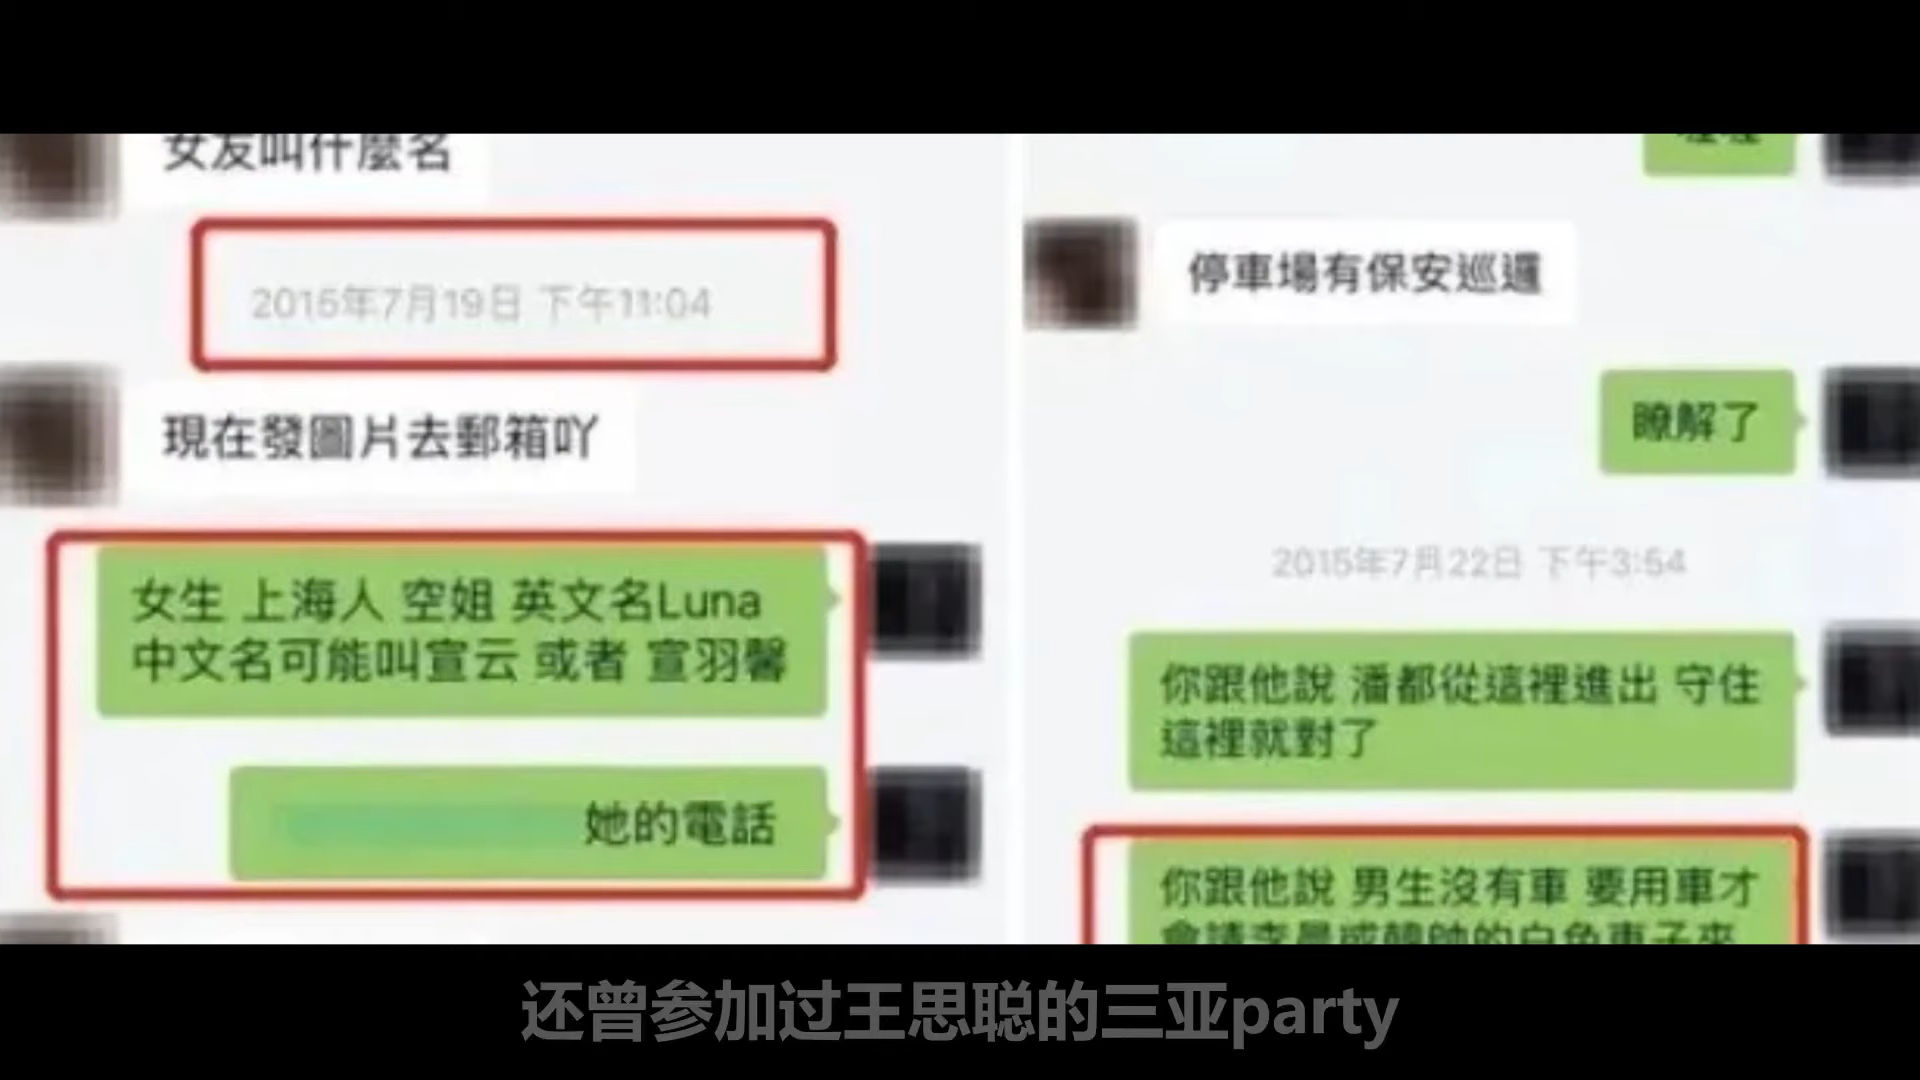 女友叫什麼名
2015年7月19日 下午11:04
現在發圖片去郵箱吖
女生 上海人 空姐 英文名Luna
中文名可能叫宣云 或者 宣羽馨
她的電話
停車場有保安巡邏
瞭解了
2015年7月22日 下午3:54
你跟他說 潘都從這裡進出 守住
這裡就對了
你跟他說 男生沒有車 要用車才
的白色車子來
还曾参加过王思聪的三亚party